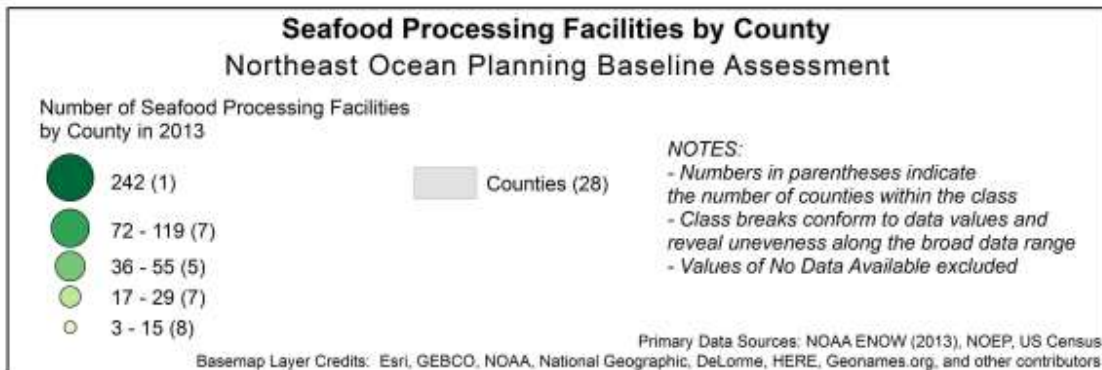 Seafood Processing Facilities by County
Northeast Ocean Planning Baseline Assessment
Number of Seafood Processing Facilities
by County in 2013
242 (1)
72 - 119 (7)
36 - 55 (5)
17 - 29 (7)
3 - 15 (8)
Counties (28)
NOTES:
- Numbers in parentheses indicate
the number of counties within the class
- Class breaks conform to data values and
reveal uneveness along the broad data range
- Values of No Data Available excluded
Primary Data Sources: NOAA ENOW (2013), NOEP, US Census
Basemap Layer Credits: Esri, GEBCO, NOAA, National Geographic, DeLorme, HERE, Geonames.org, and other contributors